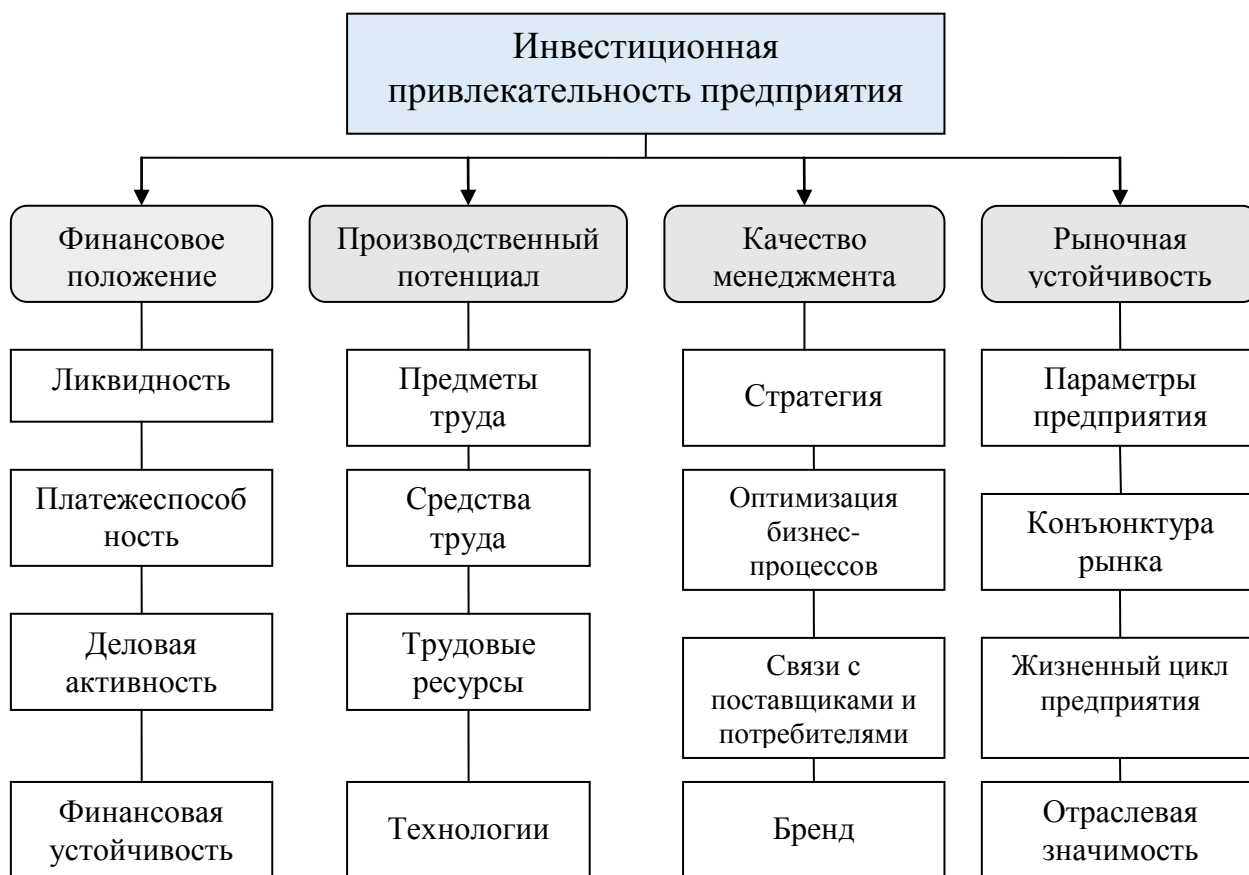 Инвестиционная
привлекательность предприятия
Финансовое
положение
Производственный
потенциал
Качество
менеджмента
Рыночная
устойчивость
Ликвидность
Предметы
труда
Стратегия
Параметры
предприятия
Платежеспособ
ность
Средства
труда
Оптимизация
бизнес-
процессов
Конъюнктура
рынка
Деловая
активность
Трудовые
ресурсы
Связи с
поставщиками и
потребителями
Жизненный цикл
предприятия
Финансовая
устойчивость
Технологии
Бренд
Отраслевая
значимость